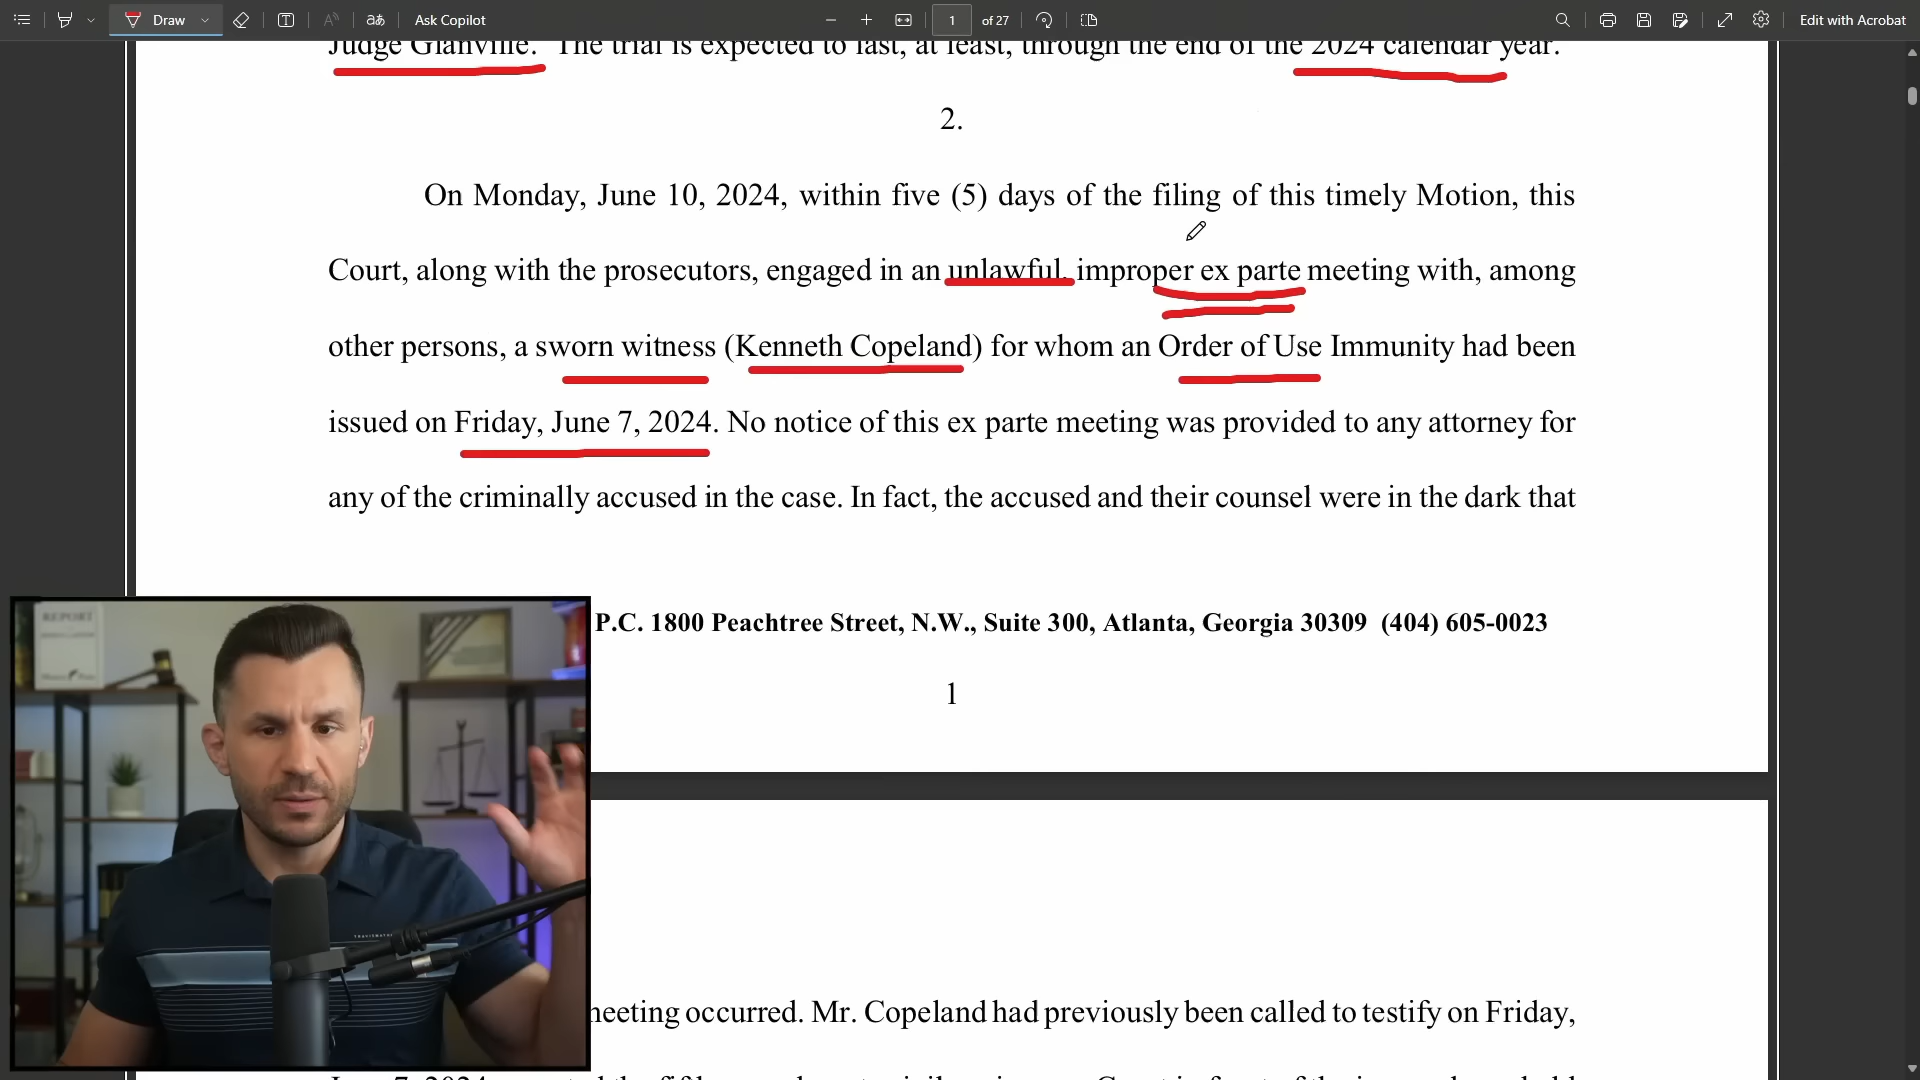 Draw
aあ
Ask Copilot
1 of 27
Edit with Acrobat
Judge Glanville. The trial is expected to last, at least, through the end of the 2024 calendar year.
2.
On Monday, June 10, 2024, within five (5) days of the filing of this timely Motion, this
Court, along with the prosecutors, engaged in an unlawful, improper ex parte meeting with, among
other persons, a sworn witness (Kenneth Copeland) for whom an Order of Use Immunity had been
issued on Friday, June 7, 2024. No notice of this ex parte meeting was provided to any attorney for
any of the criminally accused in the case. In fact, the accused and their counsel were in the dark that
P.C. 1800 Peachtree Street, N.W., Suite 300, Atlanta, Georgia 30309 (404) 605-0023
1
REPORT
meeting occurred. Mr. Copeland had previously been called to testify on Friday,